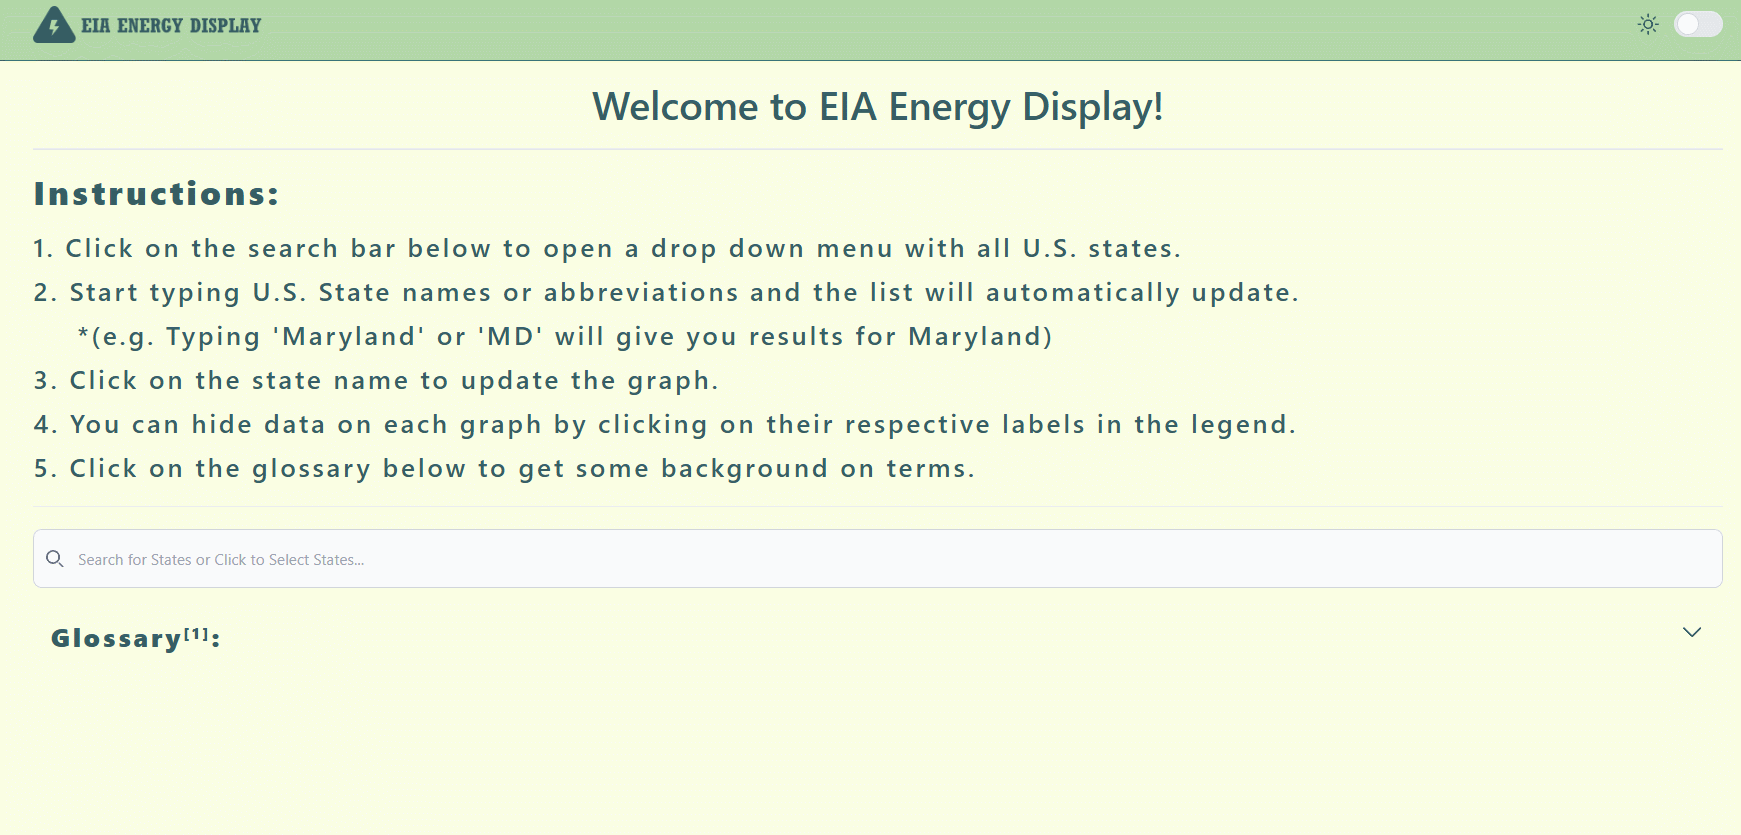 EIA ENERGY DISPLAY
Welcome to EIA Energy Display!
Instructions:
1. Click on the search bar below to open a drop down menu with all U.S. states.
2. Start typing U.S. State names or abbreviations and the list will automatically update.
*(e.g. Typing 'Maryland' or 'MD' will give you results for Maryland)
3. Click on the state name to update the graph.
4. You can hide data on each graph by clicking on their respective labels in the legend.
5. Click on the glossary below to get some background on terms.
Search for States or Click to Select States...
Glossary[1]: